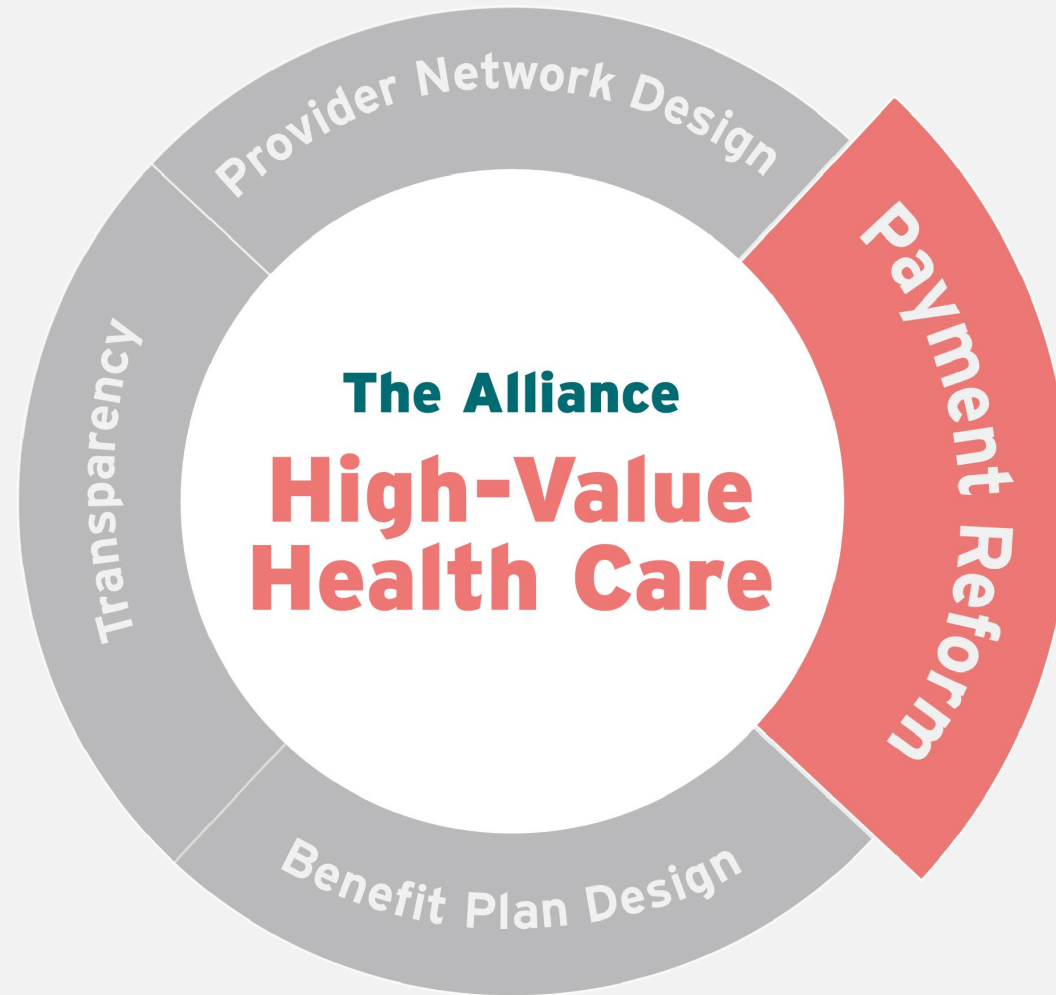 Provider Network Design
Payment Reform
Transparency
The Alliance
High-Value
Health Care
Benefit Plan Design